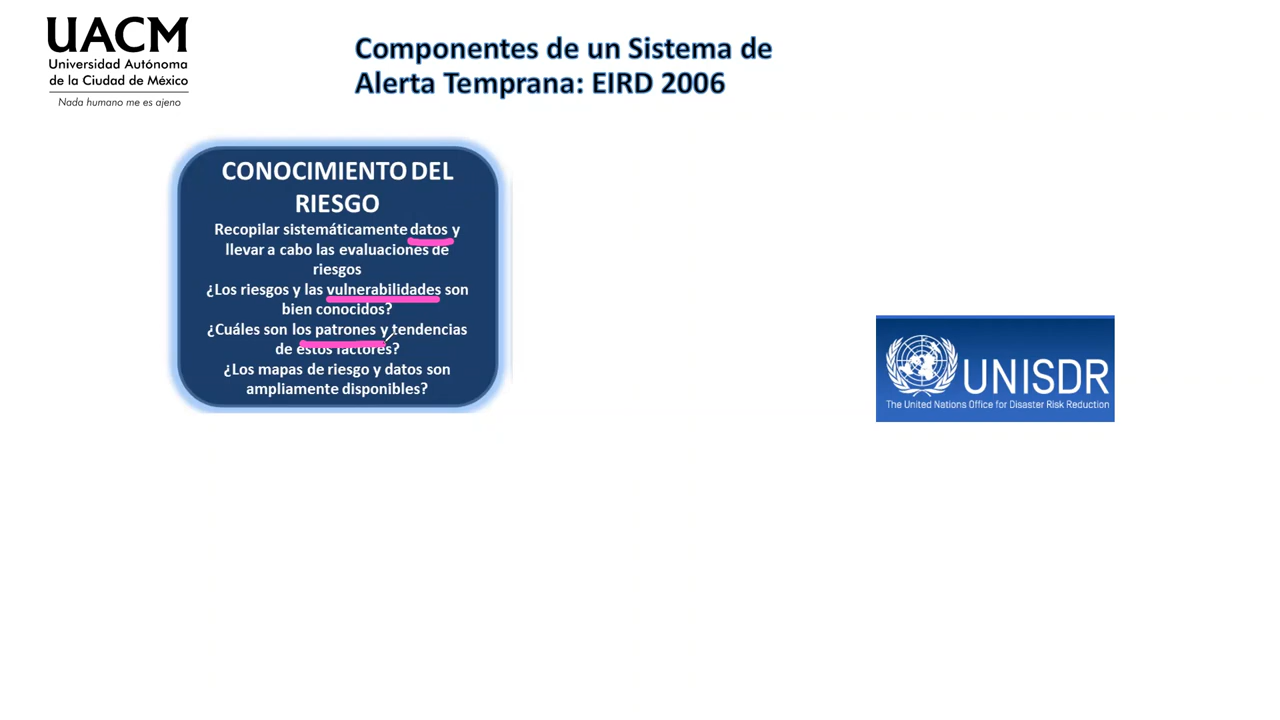 UACM
Universidad Autónoma
de la Ciudad de México
Nada humano me es ajeno
Componentes de un Sistema de
Alerta Temprana: EIRD 2006
CONOCIMIENTO DEL
RIESGO
Recopilar sistemáticamente datos y
llevar a cabo las evaluaciones de
riesgos
¿Los riesgos y las vulnerabilidades son
bien conocidos?
¿Cuáles son los patrones y tendencias
de estos factores?
¿Los mapas de riesgo y datos son
ampliamente disponibles?
UNISDR
The United Nations Office for Disaster Risk Reduction